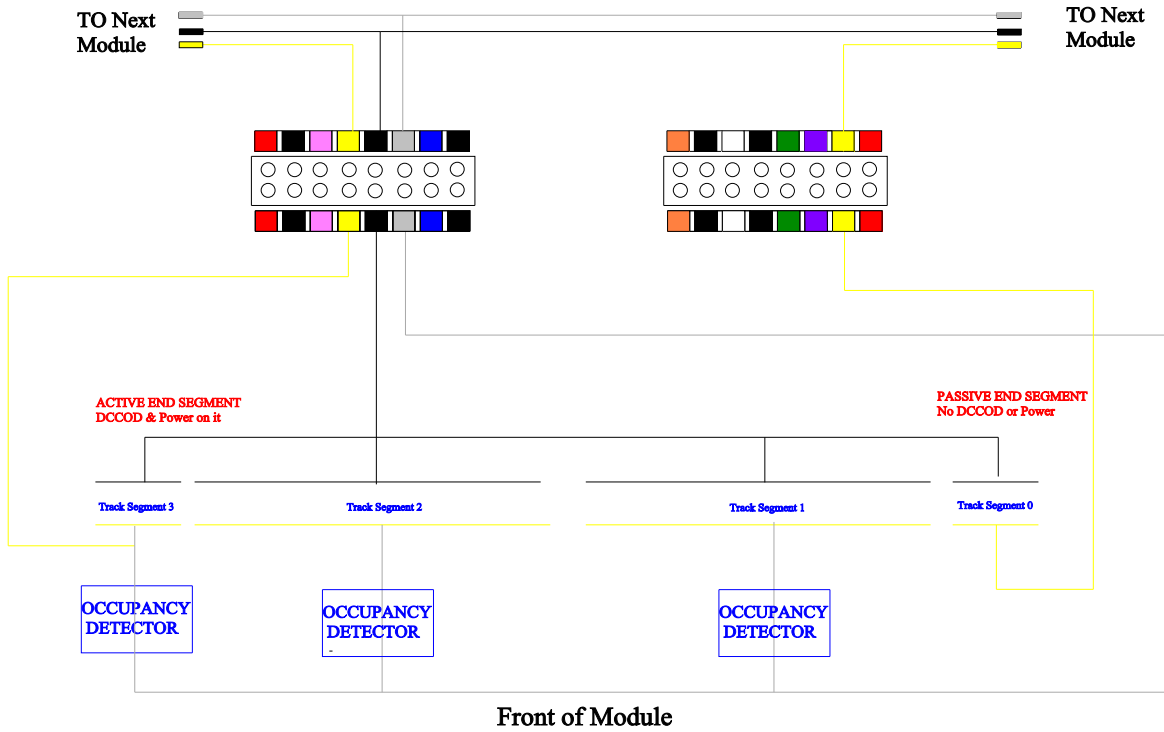 TO Next
Module
TO Next
Module
ACTIVE END SEGMENT
DCCOD & Power on it
PASSIVE END SEGMENT
No DCCOD or Power
Track Segment 3
Track Segment 2
Track Segment 1
Track Segment 0
OCCUPANCY
DETECTOR
OCCUPANCY
DETECTOR
-
OCCUPANCY
DETECTOR
Front of Module